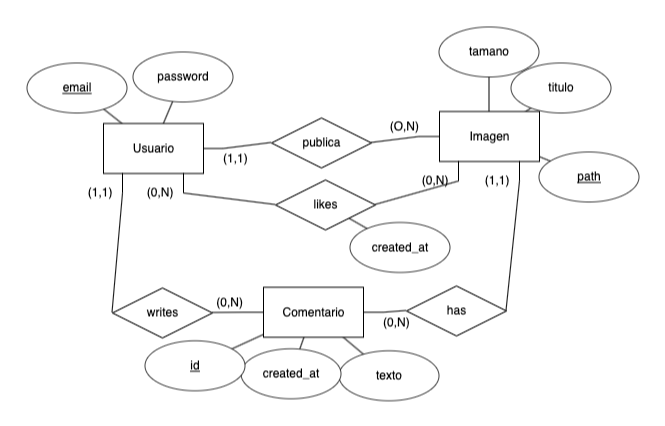 tamano
email
password
titulo
Usuario
publica
(O,N)
Imagen
(1,1)
path
(1,1)
(0,N)
likes
(0,N)
(1,1)
created_at
writes
(0,N)
Comentario
(0,N)
has
id
created_at
texto